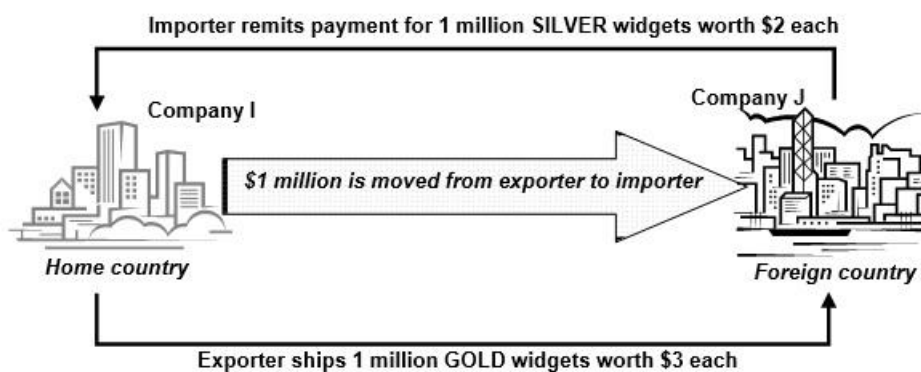 Importer remits payment for 1 million SILVER widgets worth $2 each
Company I
Company J
$1 million is moved from exporter to importer
Home country
Foreign country
Exporter ships 1 million GOLD widgets worth $3 each